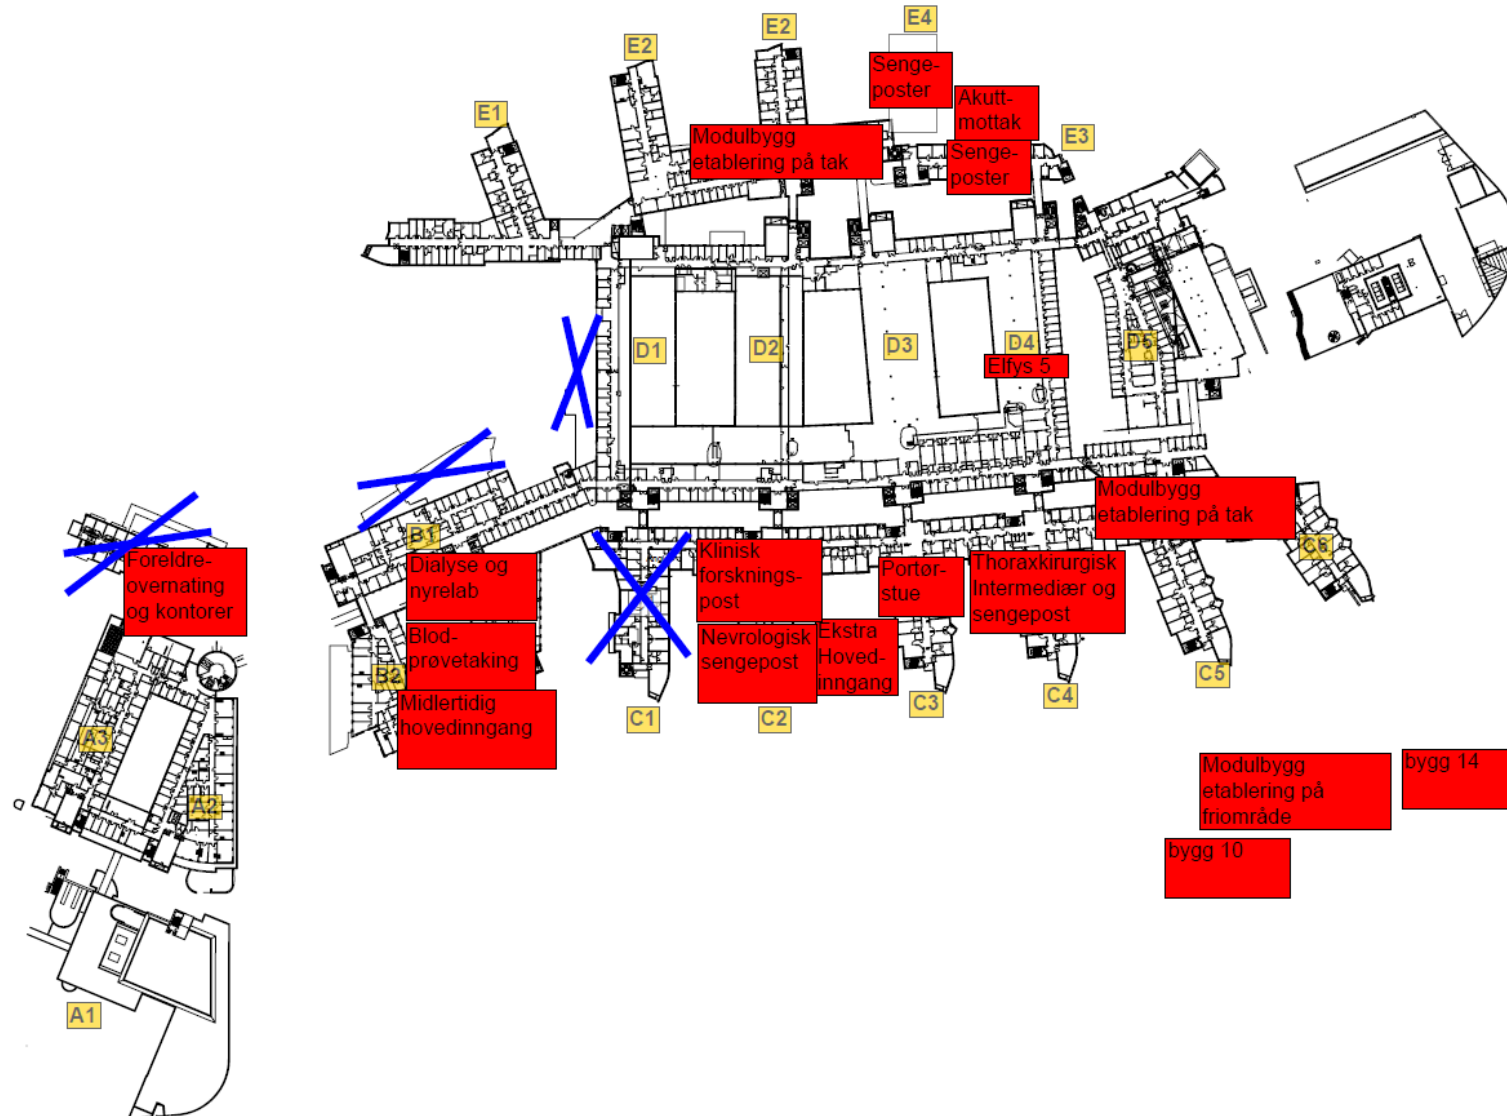 E4
E2
E2
Senge-
poster
Akutt-
mottak
E1
Modulbygg
etablering på tak
E3
Senge-
poster
D1
D2
D3
D4
D5
Elfys 5
Modulbygg
etablering på tak
B1
C6
Foreldre-
overnating
og kontorer
Dialyse og
nyrelab
Klinisk
forsknings-
post
Portør-
stue
Thoraxkirurgisk
Intermediær og
sengepost
Blod-
prøvetaking
Nevrologisk
sengepost
Ekstra
Hoved-
inngang
B2
C5
Midlertidig
hovedinngang
C1
C2
C3
C4
A3
Modulbygg
etablering på
friområde
bygg 14
A2
bygg 10
A1